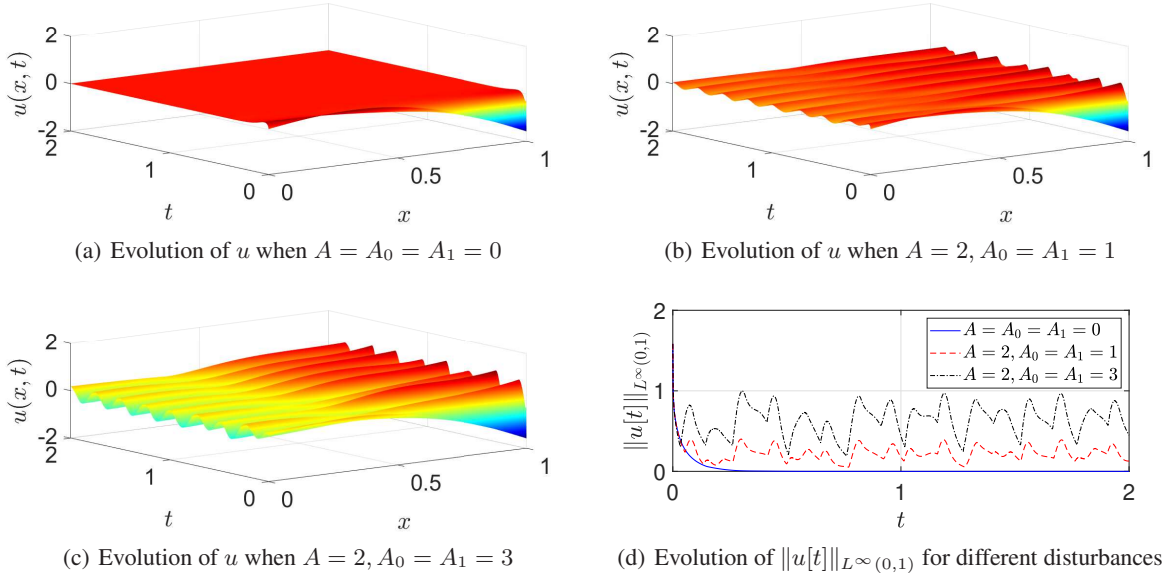 2
0
-2
u(x, t)
2
1
0
t
0
0.5
1
x
(a) Evolution of u when A = A₀ = A₁ = 0
2
0
-2
u(x, t)
2
1
0
t
0
0.5
1
x
(b) Evolution of u when A = 2, A₀ = A₁ = 1
2
0
-2
u(x, t)
2
1
0
t
0
0.5
1
x
(c) Evolution of u when A = 2, A₀ = A₁ = 3
2
1
0
‖u[t]‖_{L^∞(0,1)}
A = A₀ = A₁ = 0
A = 2, A₀ = A₁ = 1
A = 2, A₀ = A₁ = 3
0
1
2
t
(d) Evolution of ‖u[t]‖_{L^∞(0,1)} for different disturbances